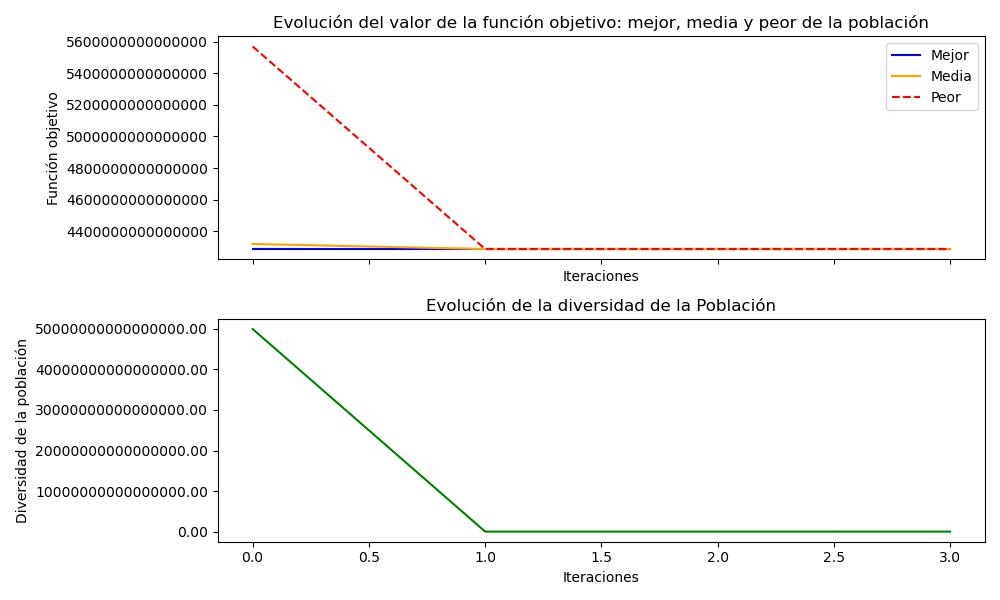 Evolución del valor de la función objetivo: mejor, media y peor de la población
Función objetivo
5600000000000000
5400000000000000
5200000000000000
5000000000000000
4800000000000000
4600000000000000
4400000000000000
Mejor
Media
Peor
Iteraciones
Evolución de la diversidad de la Población
Diversidad de la población
50000000000000000.00
40000000000000000.00
30000000000000000.00
20000000000000000.00
10000000000000000.00
0.00
0.0 0.5 1.0 1.5 2.0 2.5 3.0
Iteraciones